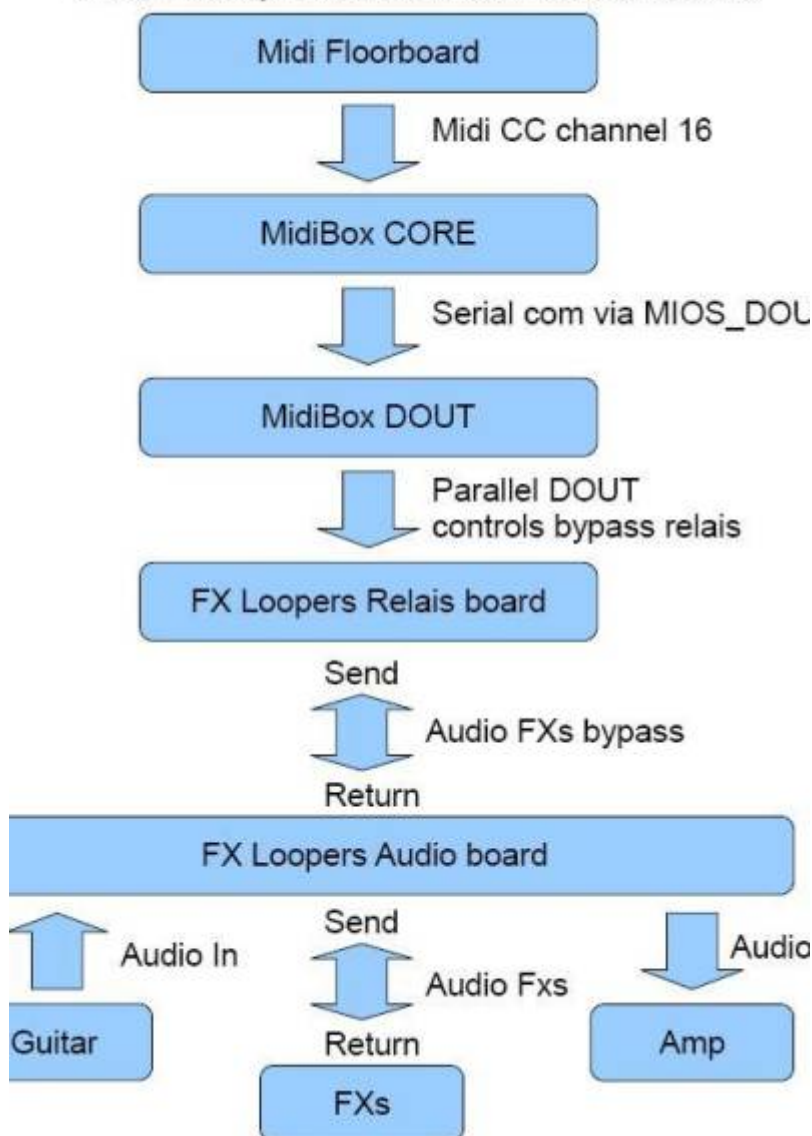 Midi Floorboard
Midi CC channel 16
MidiBox CORE
Serial com via MIOS_DOU
MidiBox DOUT
Parallel DOUT
controls bypass relais
FX Loopers Relais board
Send
Audio FXs bypass
Return
FX Loopers Audio board
Send
Audio In
Audio
Audio Fxs
Guitar
Return
Amp
FXs